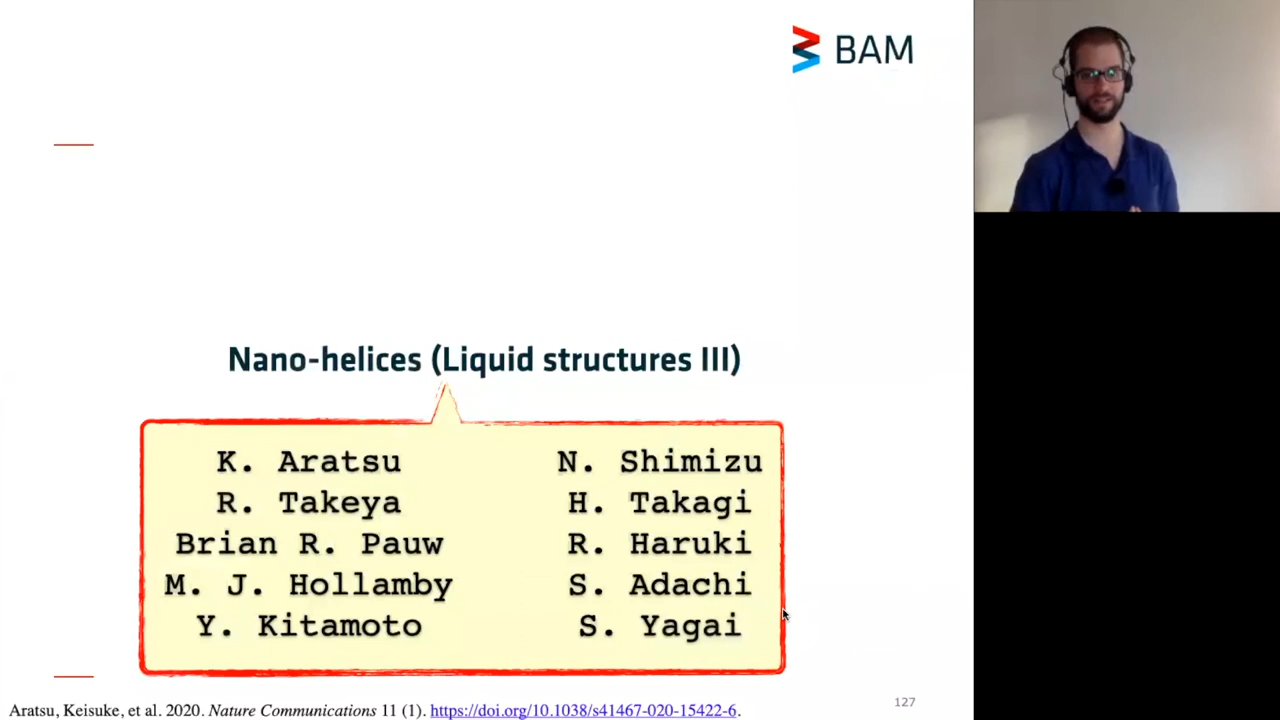 BAM
Nano-helices (Liquid structures III)
K. Aratsu
R. Takeya
Brian R. Pauw
M. J. Hollamby
Y. Kitamoto
N. Shimizu
H. Takagi
R. Haruki
S. Adachi
S. Yagai
Aratsu, Keisuke, et al. 2020. Nature Communications 11 (1). https://doi.org/10.1038/s41467-020-15422-6.
127